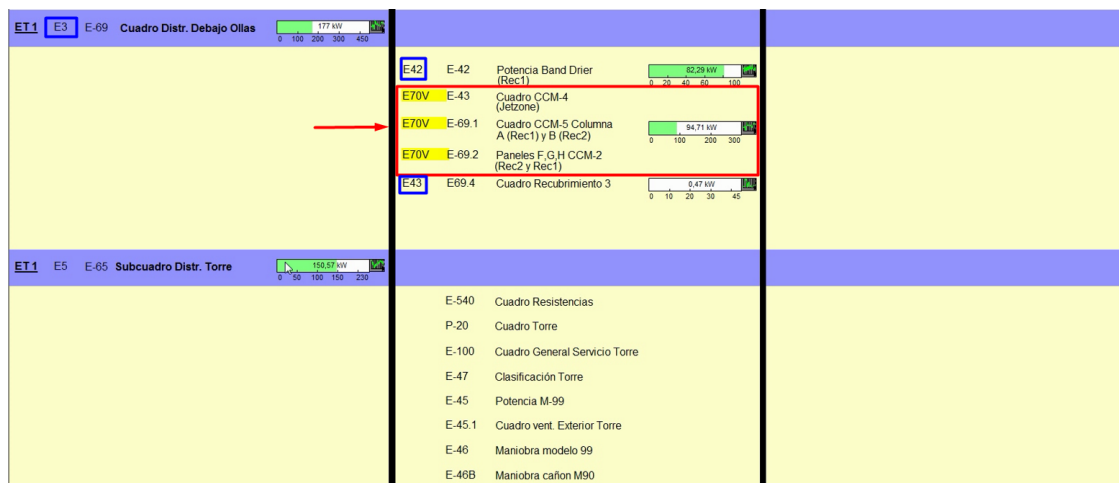 ET1 E3 E-69 Cuadro Distr. Debajo Ollas 177 kW
0 100 200 300 450
E42 E-42 Potencia Band Drier 82,29 kW
(Rec1) 0 20 40 60 100
E70V E-43 Cuadro CCM-4
(Jetzone)
E70V E-69.1 Cuadro CCM-5 Columna 94,71 kW
A (Rec1) y B (Rec2) 0 100 200 300
E70V E-69.2 Paneles F,G,H CCM-2
(Rec2 y Rec1)
E43 E69.4 Cuadro Recubrimiento 3 0,47 kW
0 10 20 30 45
ET1 E5 E-65 Subcuadro Distr. Torre 150,57 kW
0 50 100 150 230
E-540 Cuadro Resistencias
P-20 Cuadro Torre
E-100 Cuadro General Servicio Torre
E-47 Clasificación Torre
E-45 Potencia M-99
E-45.1 Cuadro vent. Exterior Torre
E-46 Maniobra modelo 99
E-46B Maniobra cañon M90